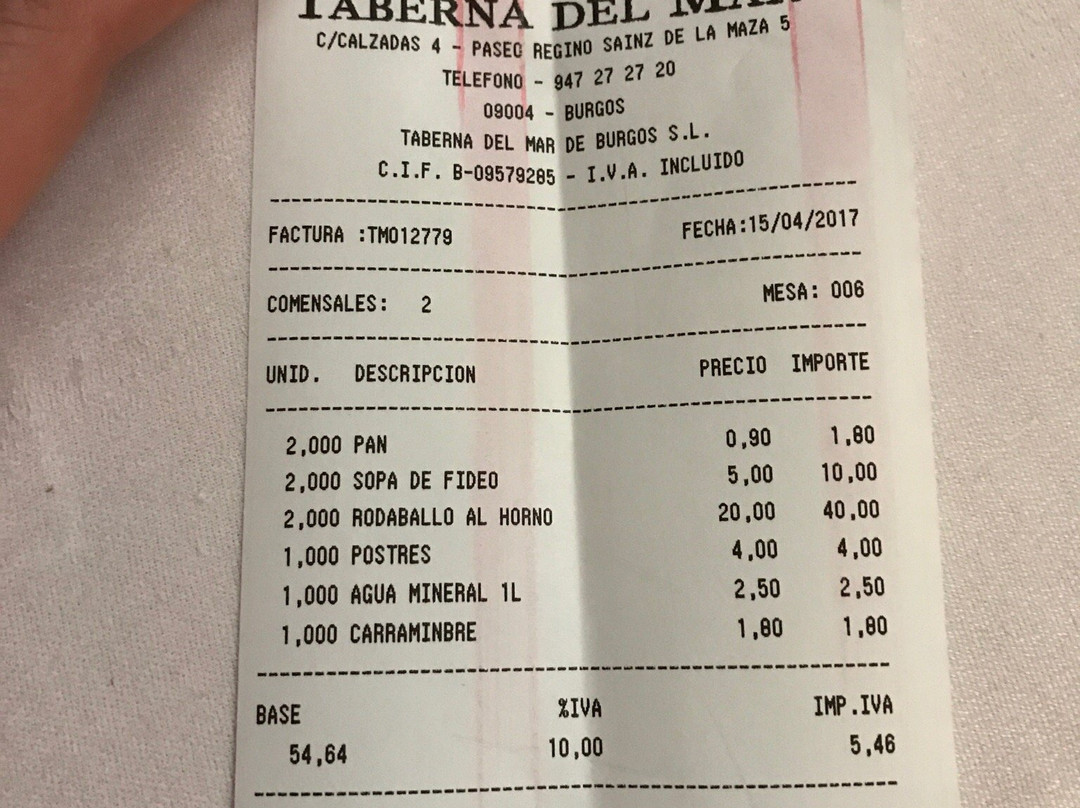 TABERNA DEL MAR
C/CALZADAS 4 - PASEO REGINO SAINZ DE LA MAZA 5
TELEFONO - 947 27 27 20
09004 - BURGOS
TABERNA DEL MAR DE BURGOS S.L.
C.I.F. B-09579285 - I.V.A. INCLUIDO
FACTURA :TM012779 FECHA:15/04/2017
COMENSALES: 2 MESA: 006
UNID. DESCRIPCION PRECIO IMPORTE
2,000 PAN 0,90 1,80
2,000 SOPA DE FIDEO 5,00 10,00
2,000 RODABALLO AL HORNO 20,00 40,00
1,000 POSTRES 4,00 4,00
1,000 AGUA MINERAL 1L 2,50 2,50
1,000 CARRAMINBRE 1,80 1,80
BASE %IVA IMP.IVA
54,64 10,00 5,46